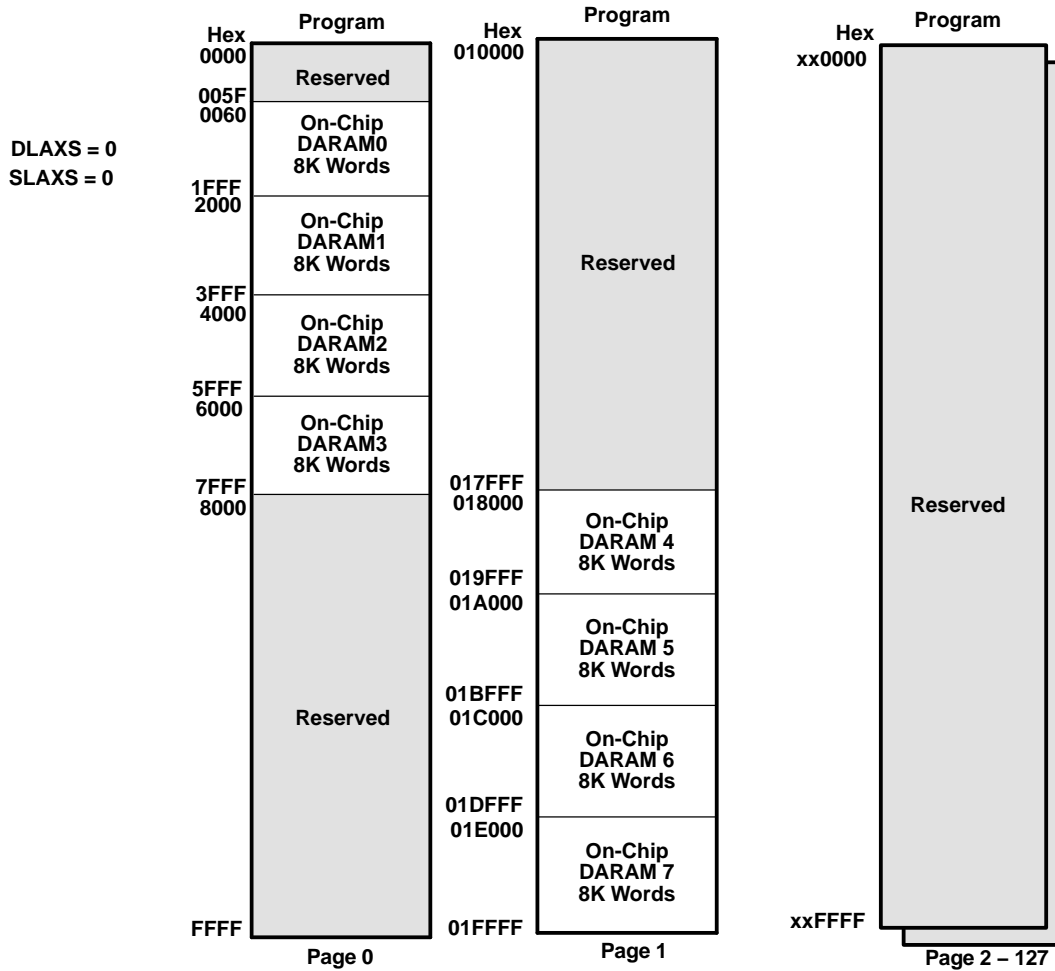 DLAXS = 0
SLAXS = 0
Hex
Program
0000
Reserved
005F
0060
On-Chip
DARAM0
8K Words
1FFF
2000
On-Chip
DARAM1
8K Words
3FFF
4000
On-Chip
DARAM2
8K Words
5FFF
6000
On-Chip
DARAM3
8K Words
7FFF
8000
Reserved
FFFF
Page 0
Hex
Program
010000
Reserved
017FFF
018000
On-Chip
DARAM 4
8K Words
019FFF
01A000
On-Chip
DARAM 5
8K Words
01BFFF
01C000
On-Chip
DARAM 6
8K Words
01DFFF
01E000
On-Chip
DARAM 7
8K Words
01FFFF
Page 1
Hex
Program
xx0000
Reserved
xxFFFF
Page 2 – 127